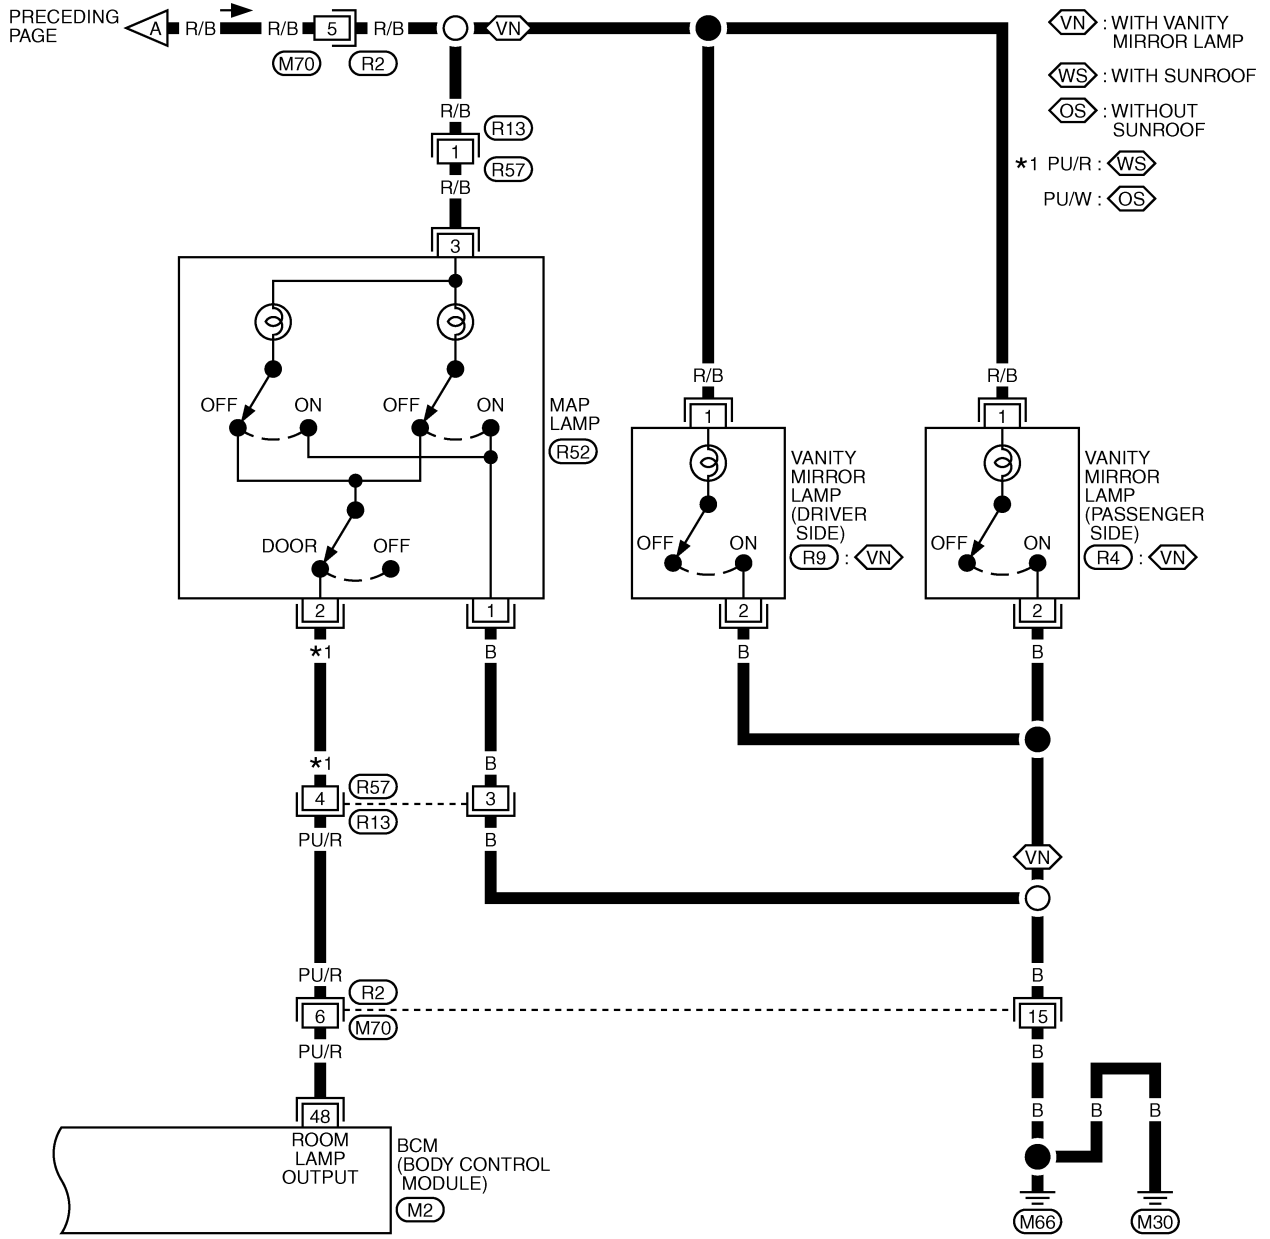 PRECEDING
PAGE
A R/B R/B 5 R/B VN
M70 R2
VN : WITH VANITY
MIRROR LAMP
WS : WITH SUNROOF
OS : WITHOUT
SUNROOF
*1 PU/R : WS
PU/W : OS
R/B
R13
1
R57
R/B
3
R/B R/B
1 1
OFF ON OFF ON
MAP
LAMP
R52
DOOR OFF
VANITY
MIRROR
LAMP
(DRIVER
SIDE)
R9 : VN
OFF ON
VANITY
MIRROR
LAMP
(PASSENGER
SIDE)
R4 : VN
OFF ON
2 1 2 2
*1 B B B
*1 B
R57
4 3
R13
PU/R B
VN
PU/R B
R2
6 15
M70
PU/R B
48 B B B
ROOM
LAMP
OUTPUT
BCM
(BODY CONTROL
MODULE)
M2
M66 M30